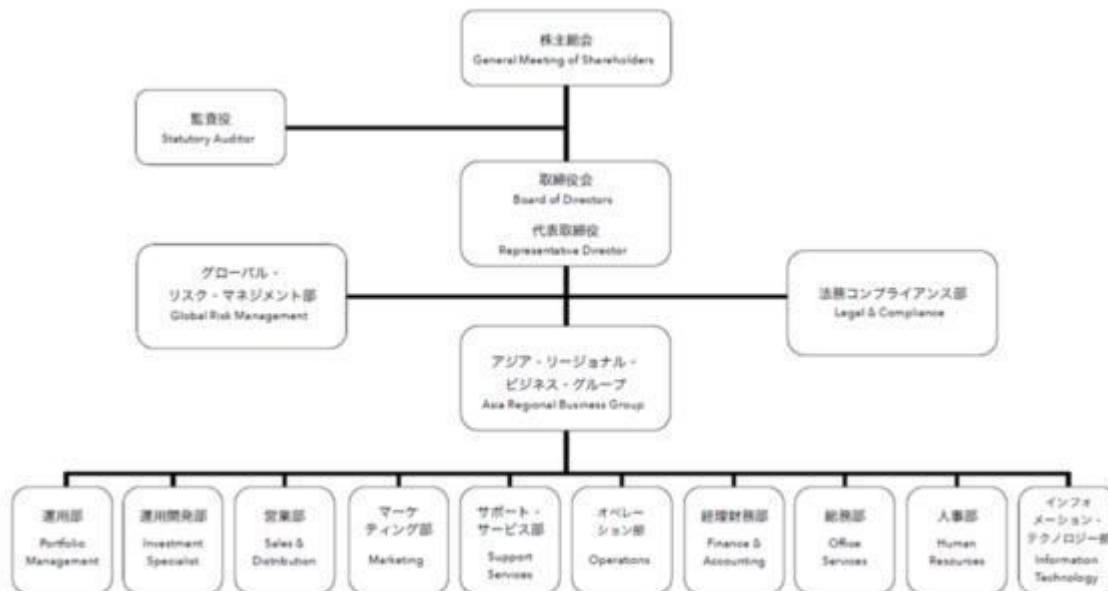 株主総会
General Meeting of Shareholders
監査役
Statutory Auditor
取締役会
Board of Directors
代表取締役
Representative Director
グローバル・
リスク・マネジメント部
Global Risk Management
法務コンプライアンス部
Legal & Compliance
アジア・リージョナル・
ビジネス・グループ
Asia Regional Business Group
運用部
Portfolio
Management
運用開発部
Investment
Specialist
営業部
Sales &
Distribution
マーケ
ティング部
Marketing
サポート・
サービス部
Support
Services
オペレー
ション部
Operations
経理財務部
Finance &
Accounting
総務部
Office
Services
人事部
Human
Resources
インフォ
メーション・
テクノロジー部
Information
Technology